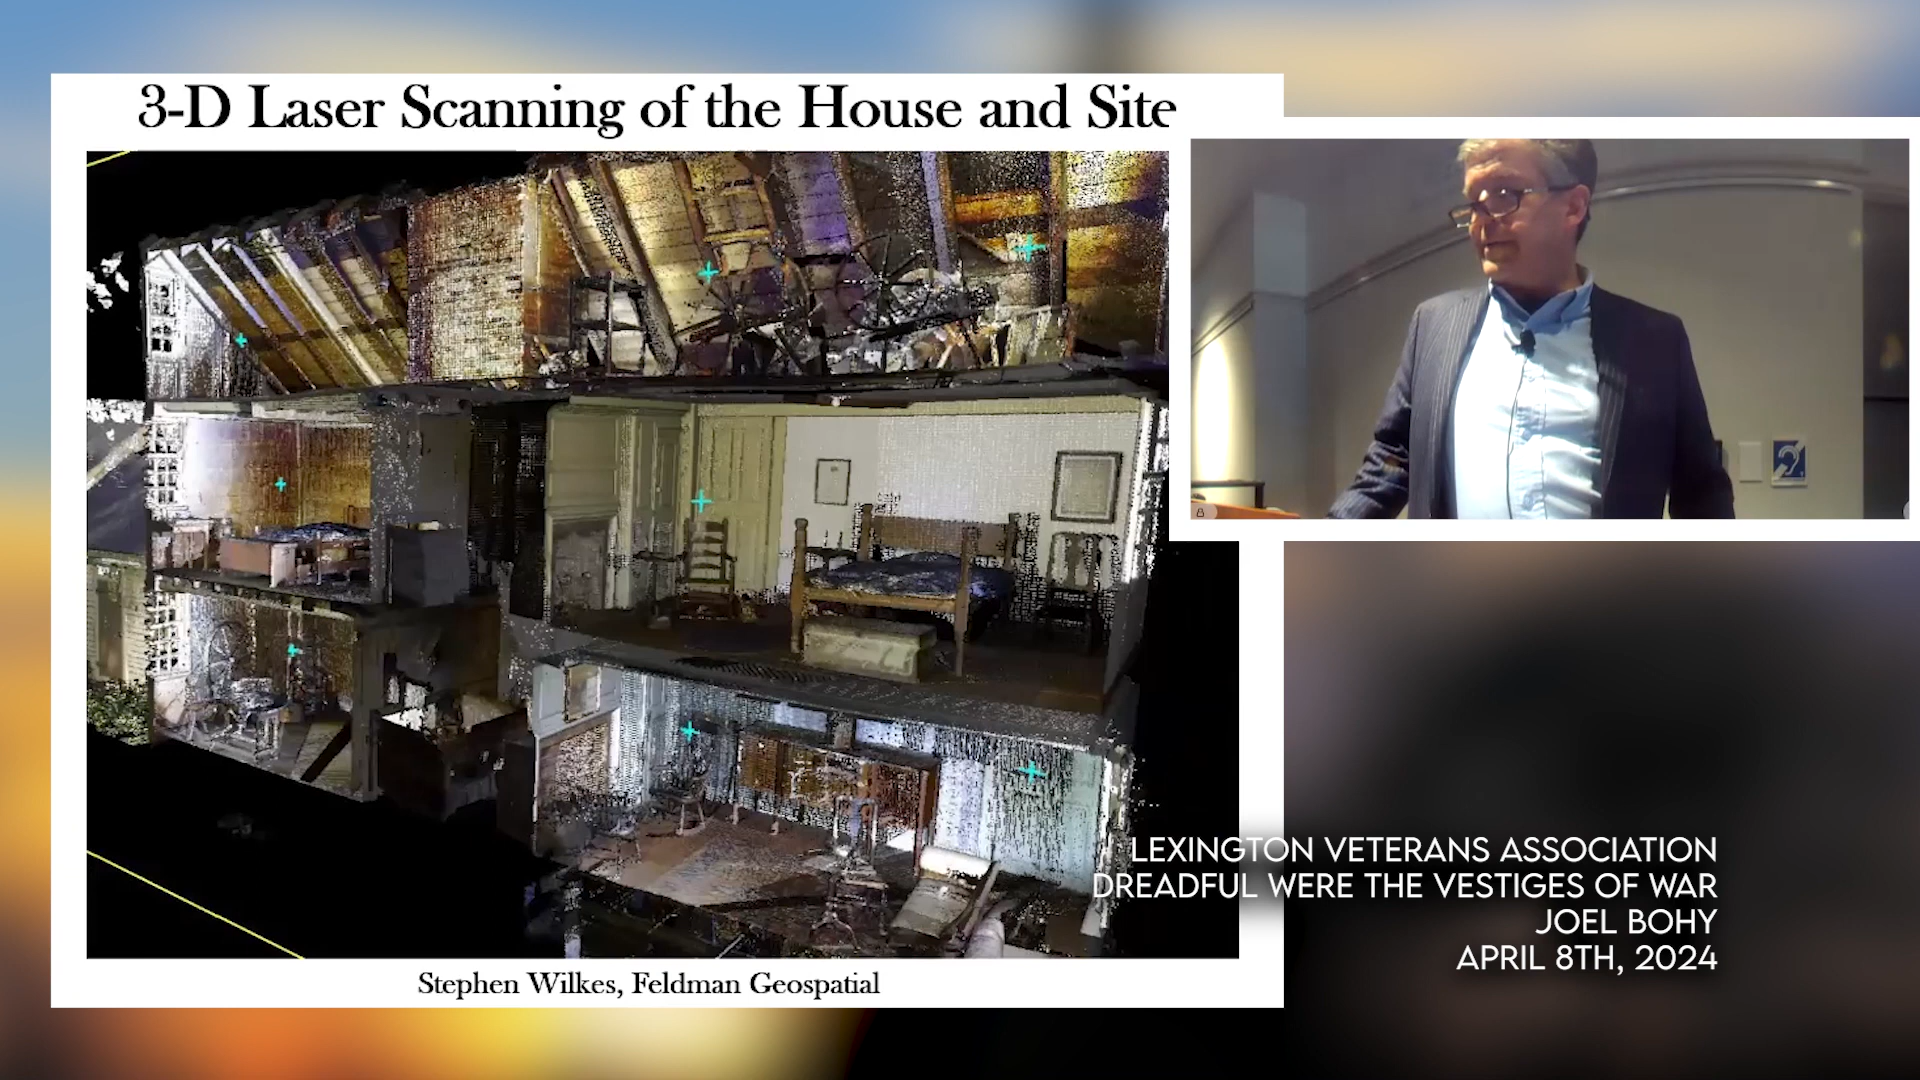 3-D Laser Scanning of the House and Site
Stephen Wilkes, Feldman Geospatial
LEXINGTON VETERANS ASSOCIATION
DREADFUL WERE THE VESTIGES OF WAR
JOEL BOHY
APRIL 8TH, 2024